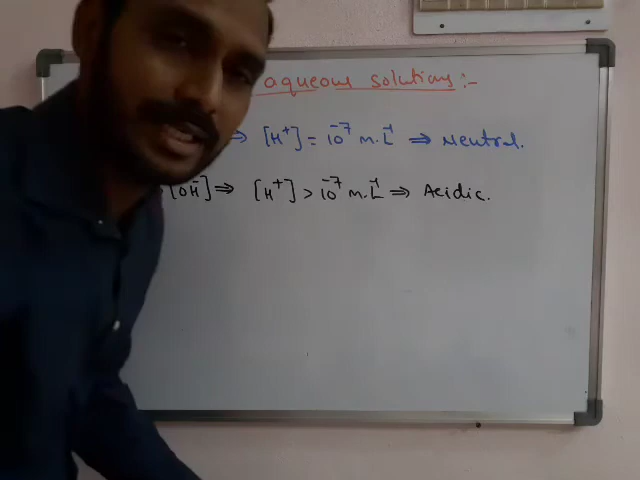 aqueous solutions:-
⇒ [H⁺] = 10⁻⁷ m.L⁻¹ ⇒ Neutral.
[OH⁻] ⇒ [H⁺] > 10⁻⁷ m.L⁻¹ ⇒ Acidic.